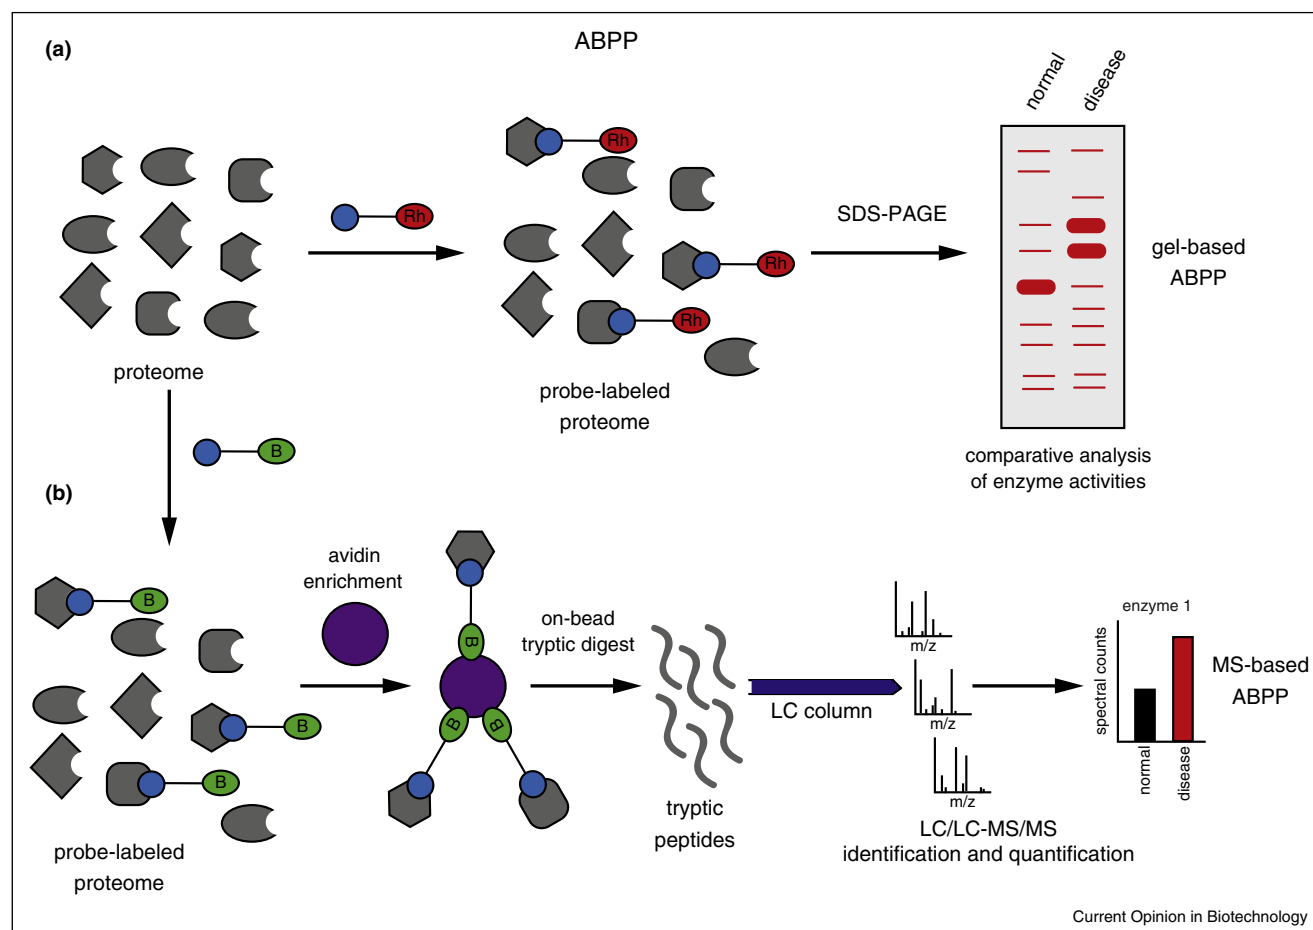 (a)
ABPP
normal
disease
Rh
Rh
SDS-PAGE
Rh
Rh
gel-based
ABPP
proteome
probe-labeled
proteome
comparative analysis
of enzyme activities
B
(b)
avidin
enrichment
B
B
B
B
B
B
on-bead
tryptic digest
LC column
tryptic
peptides
m/z
m/z
m/z
LC/LC-MS/MS
identification and quantification
enzyme 1
spectral counts
normal
disease
MS-based
ABPP
probe-labeled
proteome
Current Opinion in Biotechnology